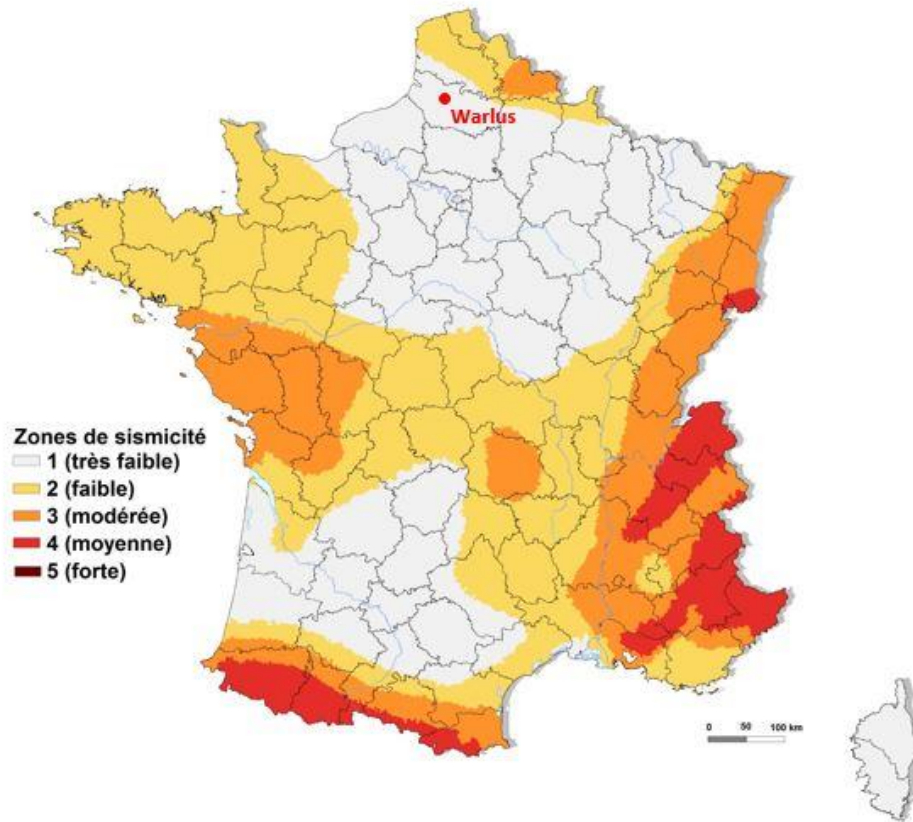 Warlus
Zones de sismicité
1 (très faible)
2 (faible)
3 (modérée)
4 (moyenne)
5 (forte)
0 50 100 km